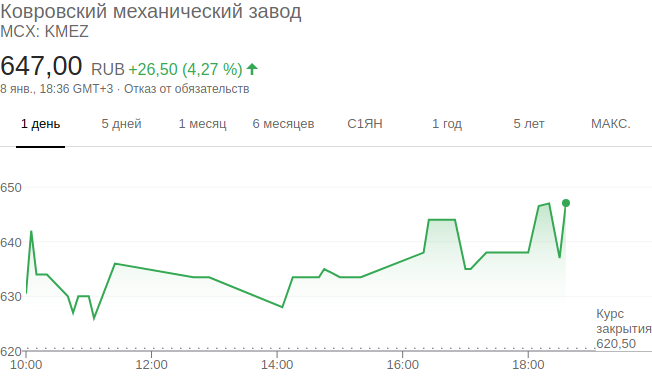 Ковровский механический завод
MCX: KMEZ
647,00 RUB +26,50 (4,27 %)
8 янв., 18:36 GMT+3 · Отказ от обязательств
1 день 5 дней 1 месяц 6 месяцев С1ЯН 1 год 5 лет МАКС.
650
640
630
620
Курс
закрытия
620,50
10:00 12:00 14:00 16:00 18:00